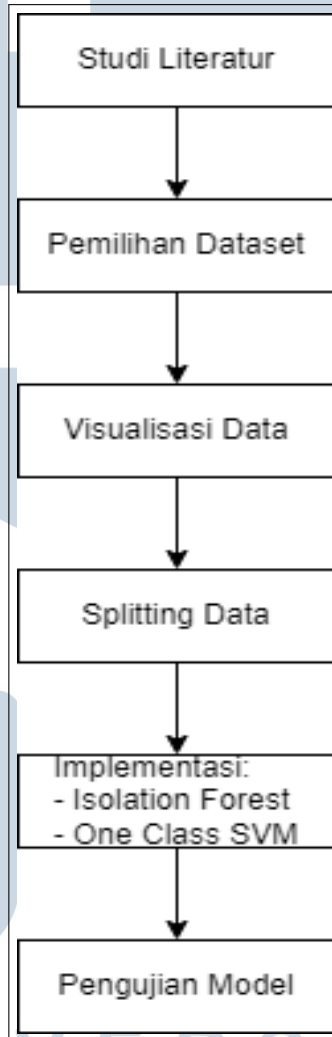 Studi Literatur
Pemilihan Dataset
Visualisasi Data
Splitting Data
Implementasi:
- Isolation Forest
- One Class SVM
Pengujian Model